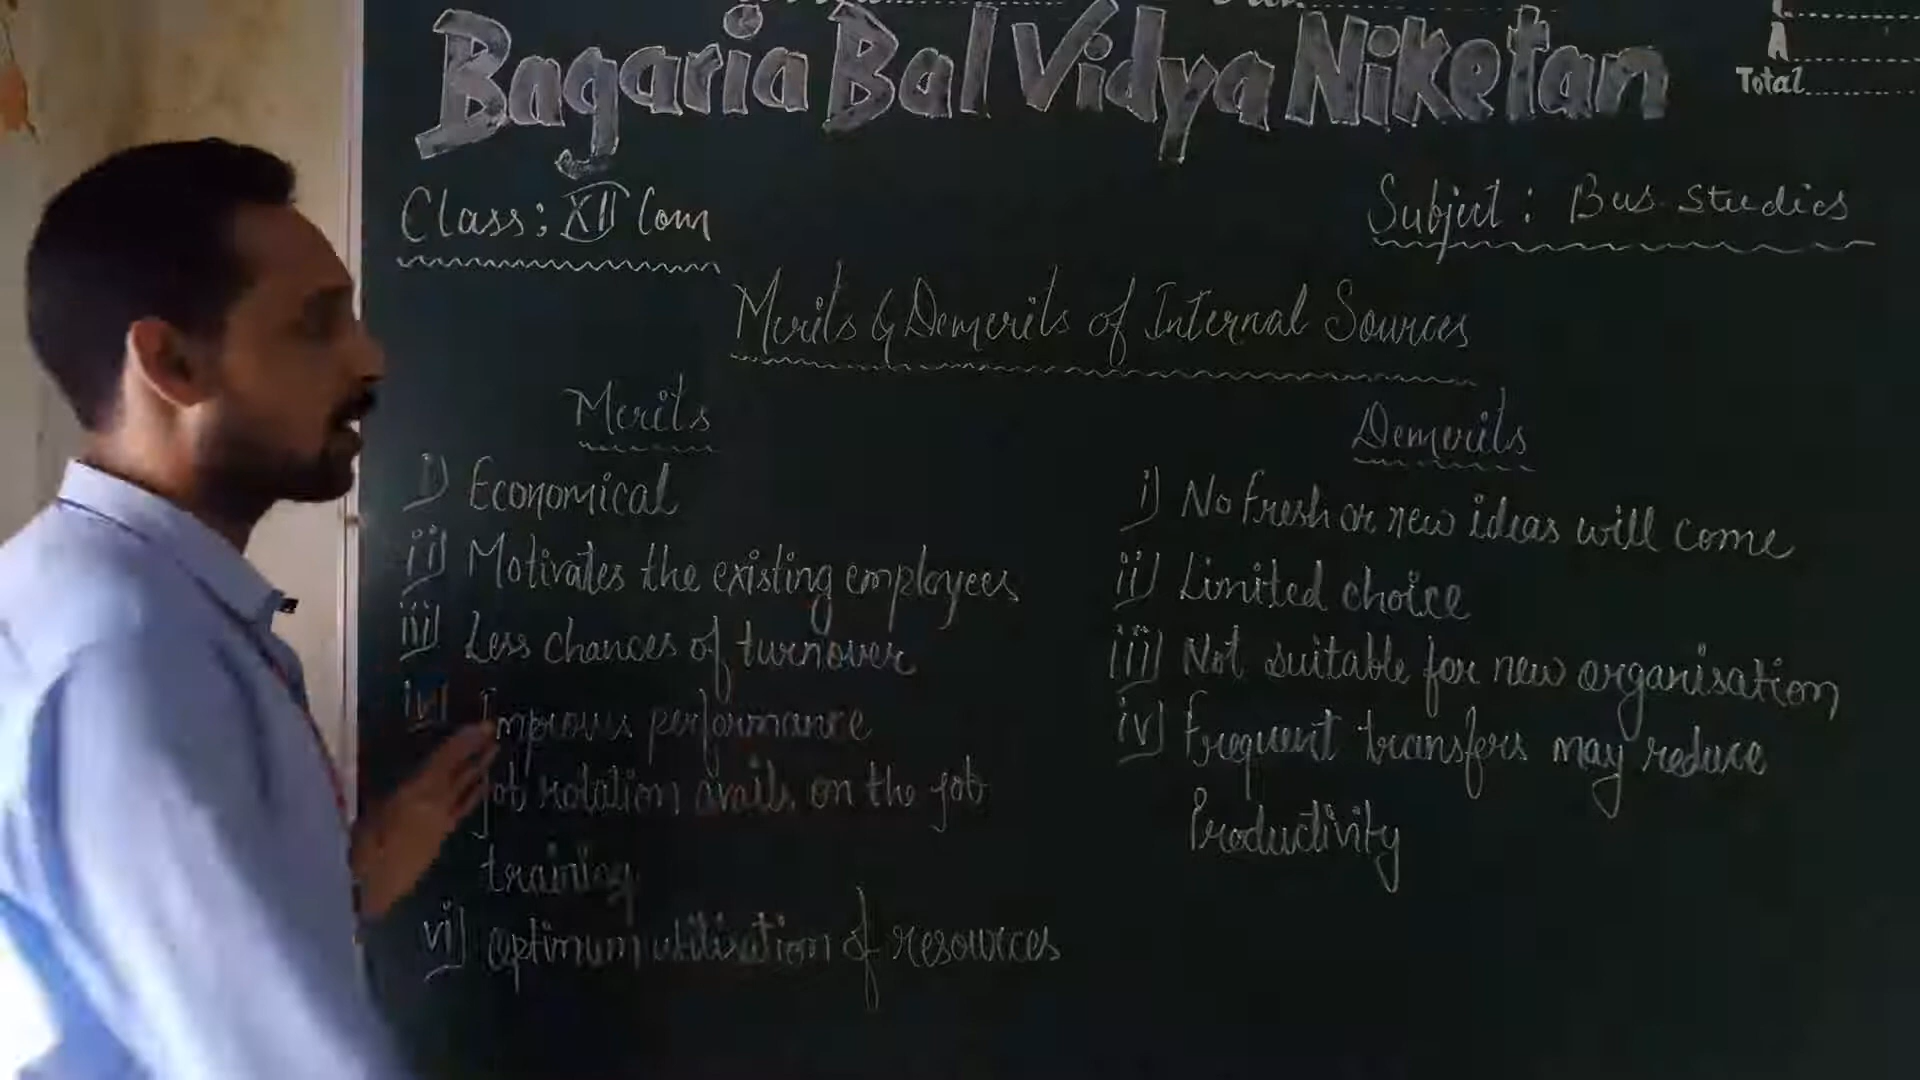 Bagaria Bal Vidya Niketan
Total
Class: XII Com
Subject: Bus. Studies
Merits & Demerits of Internal Sources
Merits
i) Economical
ii) Motivates the existing employees
iii) Less chances of turnover
iv) Improves performance
Job rotation avails on the job
training
vi) optimum utilisation of resources
Demerits
i) No fresh or new ideas will come
ii) Limited choice
iii) Not suitable for new organisation
iv) Frequent transfers may reduce
Productivity